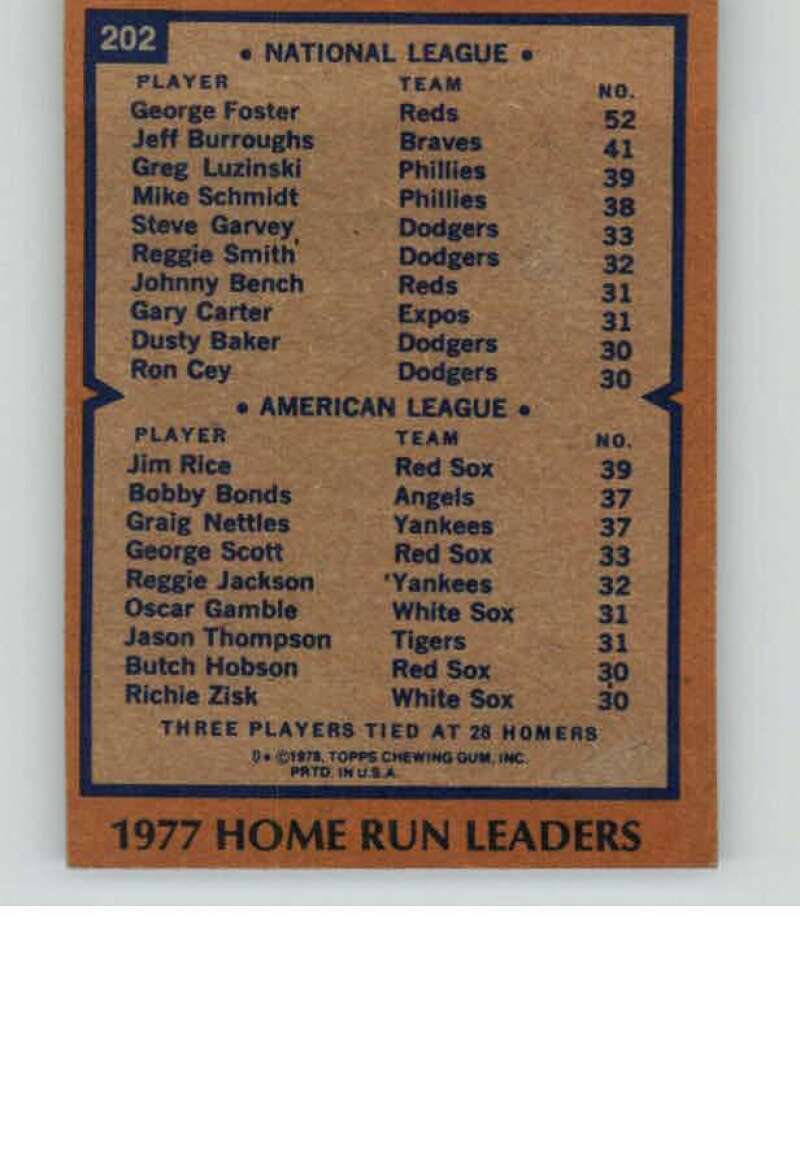 202
• NATIONAL LEAGUE •
PLAYER TEAM NO.
George Foster Reds 52
Jeff Burroughs Braves 41
Greg Luzinski Phillies 39
Mike Schmidt Phillies 38
Steve Garvey Dodgers 33
Reggie Smith Dodgers 32
Johnny Bench Reds 31
Gary Carter Expos 31
Dusty Baker Dodgers 30
Ron Cey Dodgers 30
• AMERICAN LEAGUE •
PLAYER TEAM NO.
Jim Rice Red Sox 39
Bobby Bonds Angels 37
Graig Nettles Yankees 37
George Scott Red Sox 33
Reggie Jackson Yankees 32
Oscar Gamble White Sox 31
Jason Thompson Tigers 31
Butch Hobson Red Sox 30
Richie Zisk White Sox 30
THREE PLAYERS TIED AT 28 HOMERS
D* ©1978, TOPPS CHEWING GUM, INC.
PRTD. IN U.S.A.
1977 HOME RUN LEADERS